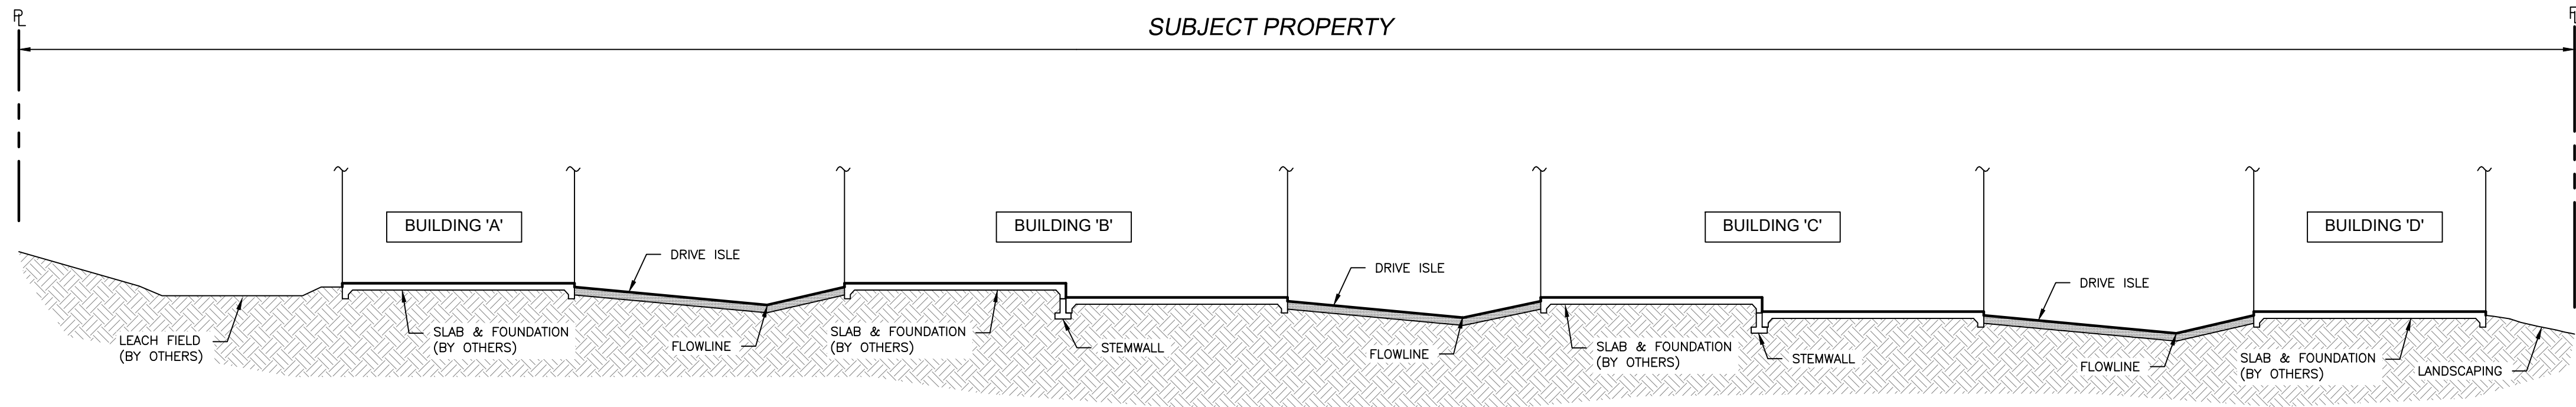 PL
SUBJECT PROPERTY
PL
BUILDING 'A'
BUILDING 'B'
BUILDING 'C'
BUILDING 'D'
DRIVE ISLE
DRIVE ISLE
DRIVE ISLE
LEACH FIELD
(BY OTHERS)
SLAB & FOUNDATION
(BY OTHERS)
FLOWLINE
SLAB & FOUNDATION
(BY OTHERS)
STEMWALL
FLOWLINE
SLAB & FOUNDATION
(BY OTHERS)
STEMWALL
FLOWLINE
SLAB & FOUNDATION
(BY OTHERS)
LANDSCAPING